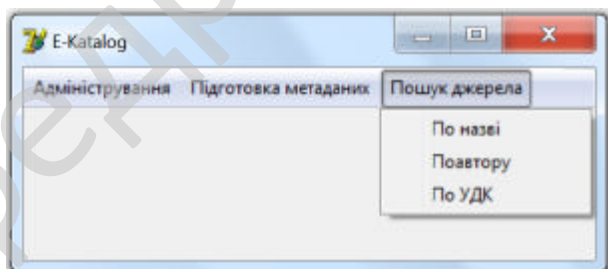 E-Katalog
Адміністрування Підготовка метаданих Пошук джерела
По назві
Поавтору
По УДК